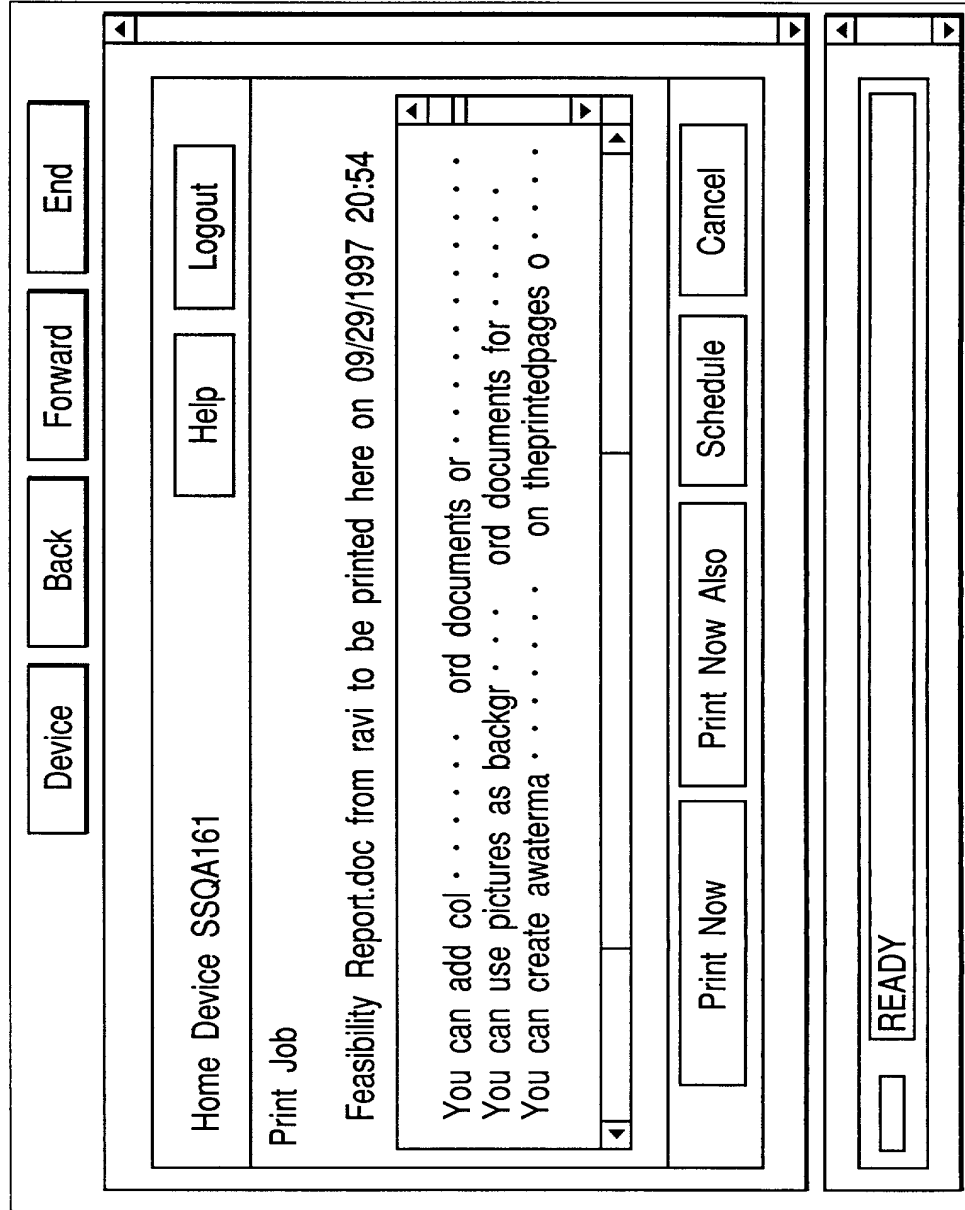 Device Back Forward End
Home Device SSQA161 Help Logout
Print Job
Feasibility Report.doc from ravi to be printed here on 09/29/1997 20:54
You can add col . . . . . . . ord documents or . . . . . . . . . . .
You can use pictures as backgr . . . ord documents for . . . . .
You can create awaterma . . . . . . . on theprintedpages o . . . .
Print Now Print Now Also Schedule Cancel
READY